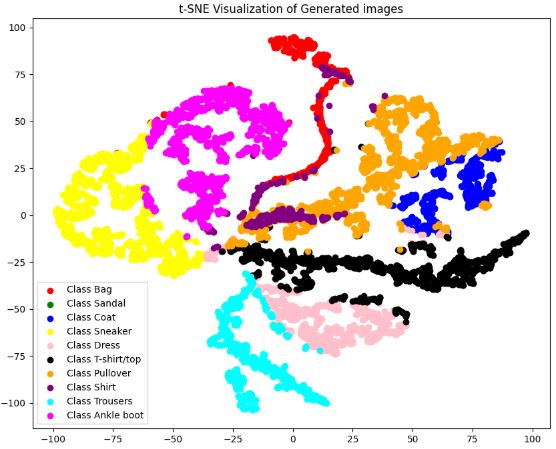 t-SNE Visualization of Generated images
100
75
50
25
0
−25
−50
−75
−100
Class Bag
Class Sandal
Class Coat
Class Sneaker
Class Dress
Class T-shirt/top
Class Pullover
Class Shirt
Class Trousers
Class Ankle boot
−100 −75 −50 −25 0 25 50 75 100